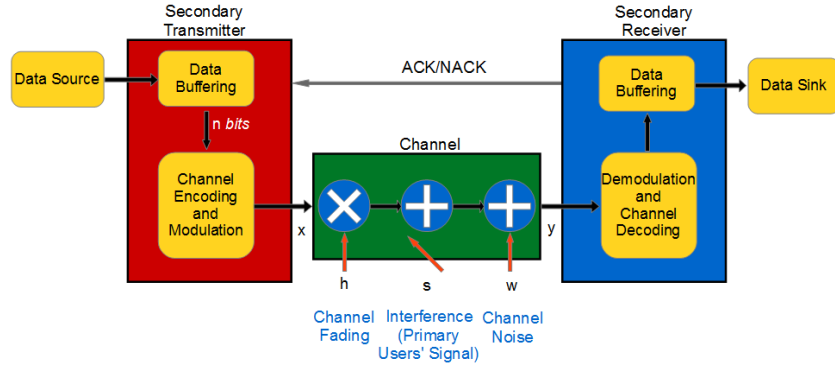 Secondary
Transmitter
Secondary
Receiver
Data Source
Data
Buffering
ACK/NACK
Data
Buffering
Data Sink
n bits
Channel
Encoding
and
Modulation
Channel
Demodulation
and
Channel
Decoding
x
y
h
s
w
Channel
Fading
Interference
(Primary
Users' Signal)
Channel
Noise